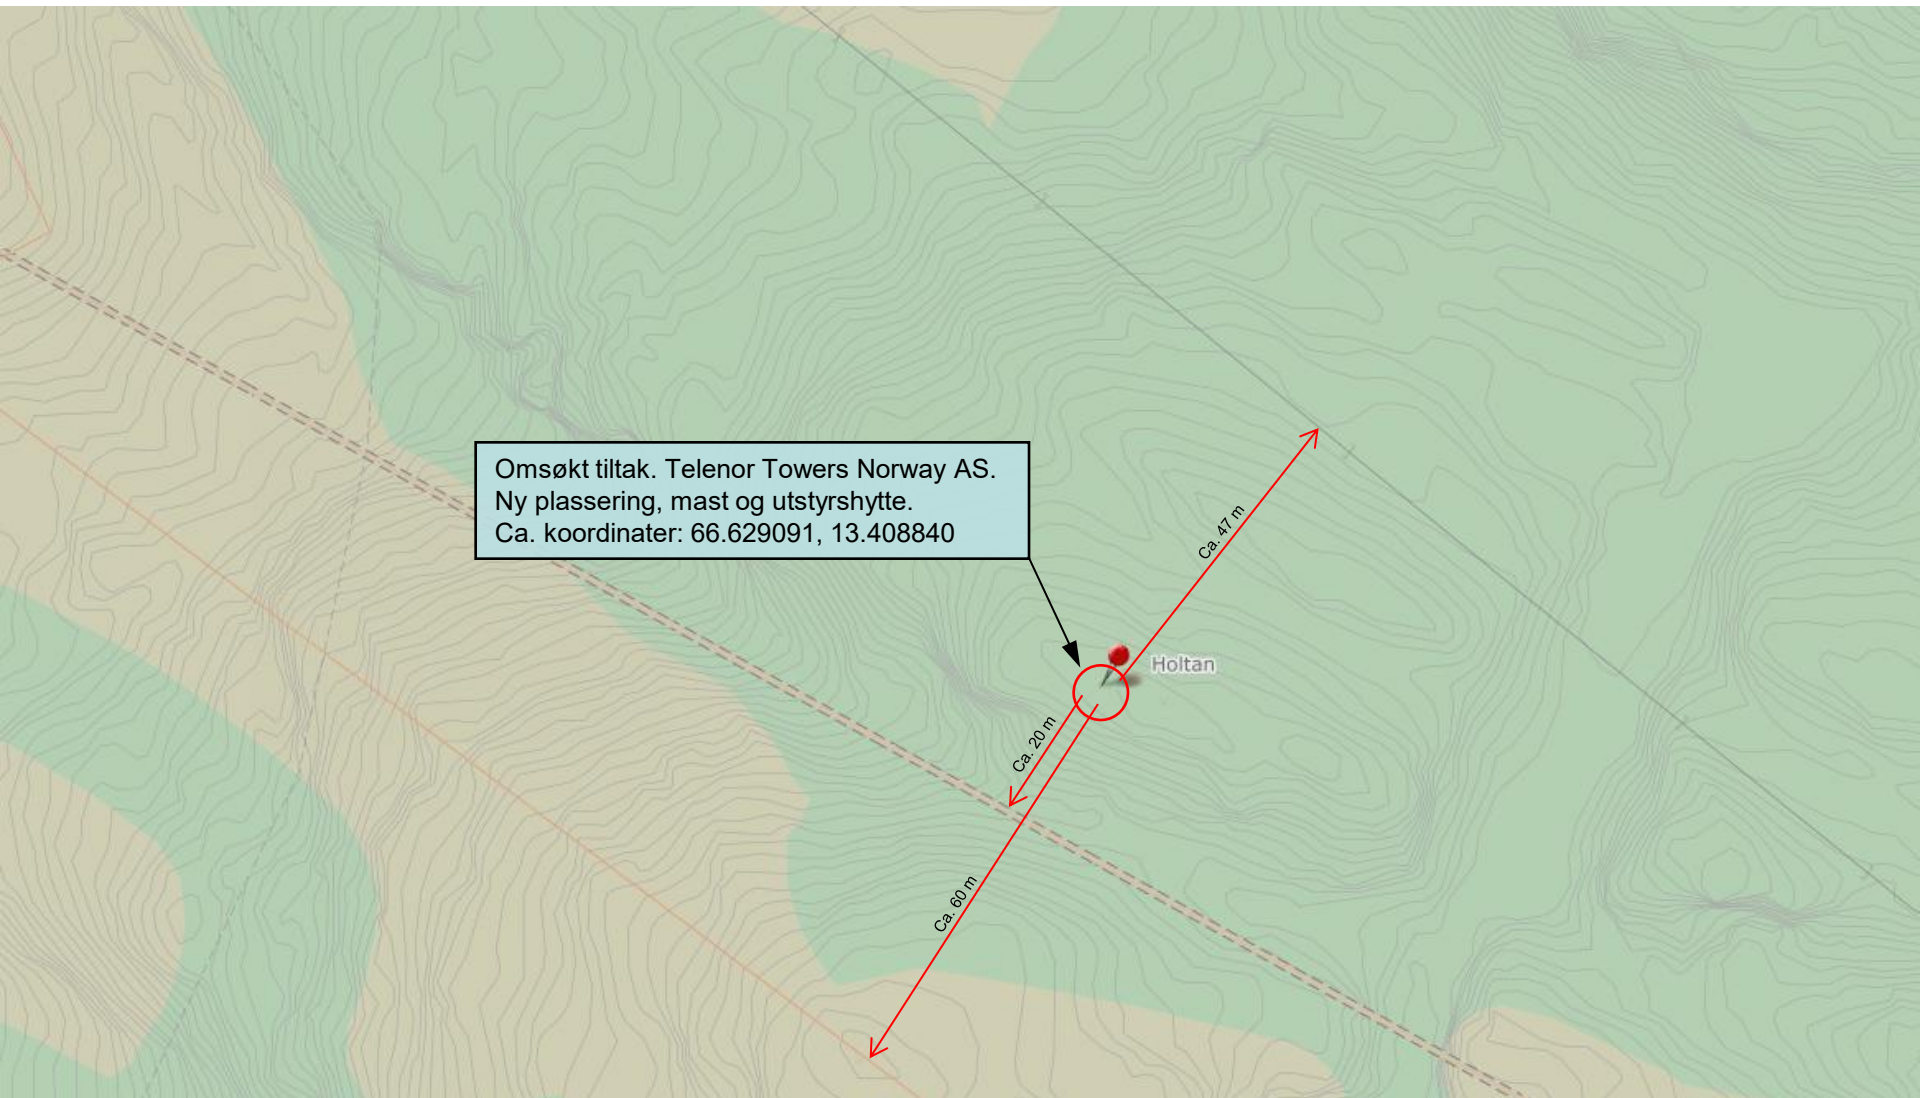 Omsøkt tiltak. Telenor Towers Norway AS.
Ny plassering, mast og utstyrshytte.
Ca. koordinater: 66.629091, 13.408840
Ca. 47 m
Holtan
Ca. 20 m
Ca. 60 m